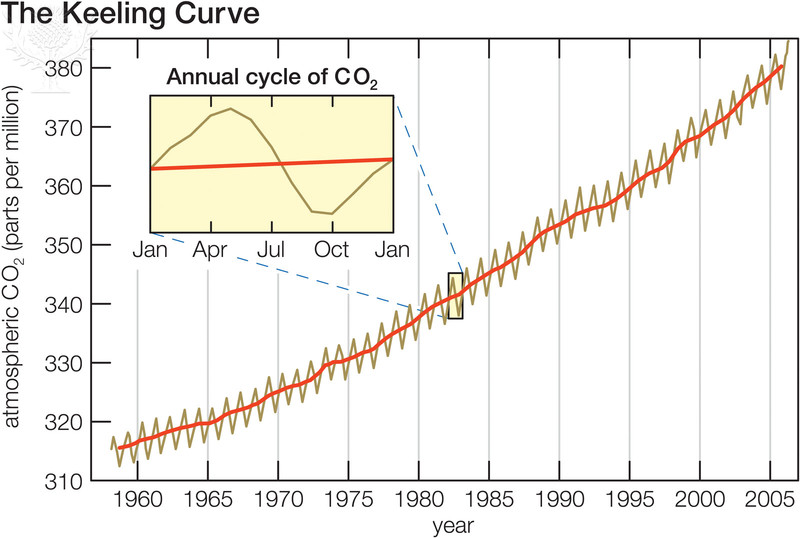 The Keeling Curve
atmospheric CO₂ (parts per million)
380
370
360
350
340
330
320
310
Annual cycle of CO₂
Jan Apr Jul Oct Jan
1960 1965 1970 1975 1980 1985 1990 1995 2000 2005
year